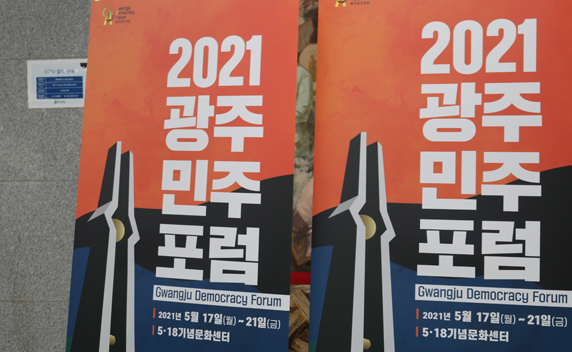 Gwangju
Democracy
Forum
2021
광주
민주
포럼
Gwangju Democracy Forum
2021년 5월 17일(월) ~ 21일(금)
5·18기념문화센터
2021
광주
민주
포럼
Gwangju Democracy Forum
2021년 5월 17일(월) ~ 21일(금)
5·18기념문화센터